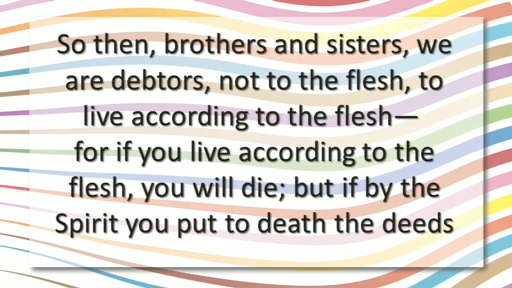 So then, brothers and sisters, we
are debtors, not to the flesh, to
live according to the flesh—
for if you live according to the
flesh, you will die; but if by the
Spirit you put to death the deeds